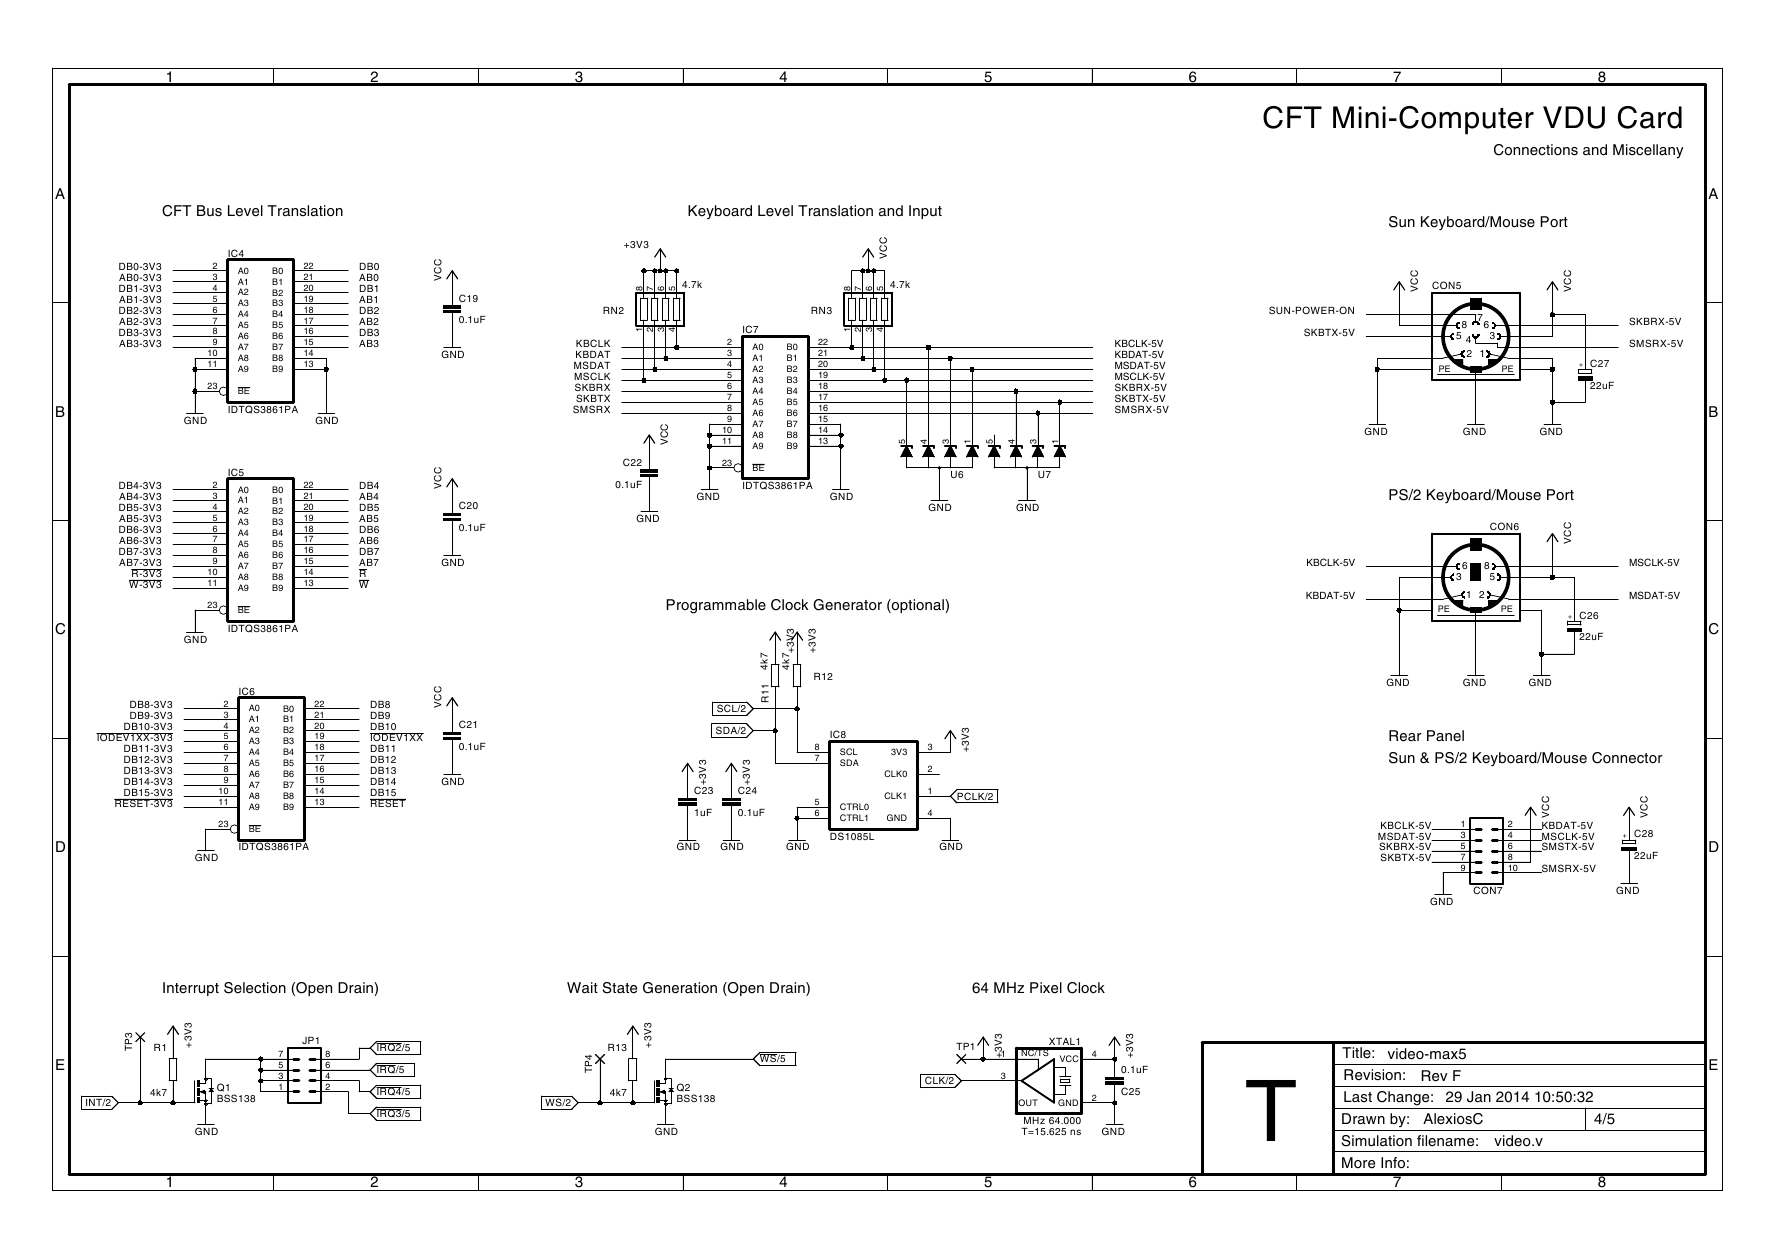 1 2 3 4 5 6 7 8
CFT Mini-Computer VDU Card
Connections and Miscellany
A A
B B
C C
D D
E E
CFT Bus Level Translation
IC4
DB0-3V3 2 A0 B0 22 DB0
AB0-3V3 3 A1 B1 21 AB0
DB1-3V3 4 A2 B2 20 DB1
AB1-3V3 5 A3 B3 19 AB1
DB2-3V3 6 A4 B4 18 DB2
AB2-3V3 7 A5 B5 17 AB2
DB3-3V3 8 A6 B6 16 DB3
AB3-3V3 9 A7 B7 15 AB3
10 A8 B8 14
11 A9 B9 13
23 BE
IDTQS3861PA
GND GND
VCC
C19
0.1uF
GND
IC5
DB4-3V3 2 A0 B0 22 DB4
AB4-3V3 3 A1 B1 21 AB4
DB5-3V3 4 A2 B2 20 DB5
AB5-3V3 5 A3 B3 19 AB5
DB6-3V3 6 A4 B4 18 DB6
AB6-3V3 7 A5 B5 17 AB6
DB7-3V3 8 A6 B6 16 DB7
AB7-3V3 9 A7 B7 15 AB7
R-3V3 10 A8 B8 14 R
W-3V3 11 A9 B9 13 W
23 BE
IDTQS3861PA
GND
VCC
C20
0.1uF
GND
IC6
DB8-3V3 2 A0 B0 22 DB8
DB9-3V3 3 A1 B1 21 DB9
DB10-3V3 4 A2 B2 20 DB10
IODEV1XX-3V3 5 A3 B3 19 IODEV1XX
DB11-3V3 6 A4 B4 18 DB11
DB12-3V3 7 A5 B5 17 DB12
DB13-3V3 8 A6 B6 16 DB13
DB14-3V3 9 A7 B7 15 DB14
DB15-3V3 10 A8 B8 14 DB15
RESET-3V3 11 A9 B9 13 RESET
23 BE
IDTQS3861PA
GND
VCC
C21
0.1uF
GND
Keyboard Level Translation and Input
+3V3 VCC
8 7 6 5 4.7k 8 7 6 5 4.7k
RN2 RN3
1 2 3 4 1 2 3 4
IC7
KBCLK 2 A0 B0 22 KBCLK-5V
KBDAT 3 A1 B1 21 KBDAT-5V
MSDAT 4 A2 B2 20 MSDAT-5V
MSCLK 5 A3 B3 19 MSCLK-5V
SKBRX 6 A4 B4 18 SKBRX-5V
SKBTX 7 A5 B5 17 SKBTX-5V
SMSRX 8 A6 B6 16 SMSRX-5V
9 A7 B7 15
10 A8 B8 14
11 A9 B9 13
23 BE
IDTQS3861PA
GND GND
VCC
C22
0.1uF
GND
5 4 3 1 5 4 3 1
U6 U7
GND GND
Programmable Clock Generator (optional)
+3V3 +3V3
4k7 4k7
R11 R12
SCL/2
SDA/2
IC8
8 SCL 3V3 3 +3V3
7 SDA
CLK0 2
CLK1 1 PCLK/2
5 CTRL0
6 CTRL1 GND 4
DS1085L
+3V3 +3V3
C23 C24
1uF 0.1uF
GND GND GND GND
Sun Keyboard/Mouse Port
VCC CON5 VCC
SUN-POWER-ON
SKBTX-5V
7
8 6
5 4 3
2 1
PE PE
SKBRX-5V
SMSRX-5V
+
C27
22uF
GND GND GND
PS/2 Keyboard/Mouse Port
CON6 VCC
KBCLK-5V 6 8 MSCLK-5V
3 5
KBDAT-5V 1 2 MSDAT-5V
PE PE
+
C26
22uF
GND GND GND
Rear Panel
Sun & PS/2 Keyboard/Mouse Connector
VCC VCC
KBCLK-5V 1 2 KBDAT-5V
MSDAT-5V 3 4 MSCLK-5V
SKBRX-5V 5 6 SMSTX-5V
SKBTX-5V 7 8
9 10 SMSRX-5V
CON7
GND
+
C28
22uF
GND
Interrupt Selection (Open Drain)
TP3 +3V3
R1
4k7
INT/2
Q1
BSS138
GND
JP1
7 8 IRQ2/5
5 6 IRQ/5
3 4 IRQ4/5
1 2 IRQ3/5
Wait State Generation (Open Drain)
TP4 +3V3
R13
4k7
WS/2
Q2
BSS138
GND
WS/5
64 MHz Pixel Clock
TP1 +3V3 XTAL1 +3V3
1 NC/TS VCC 4
CLK/2 3
OUT GND 2
MHz 64.000
T=15.625 ns
0.1uF
C25
GND
T
Title: video-max5
Revision: Rev F
Last Change: 29 Jan 2014 10:50:32
Drawn by: AlexiosC 4/5
Simulation filename: video.v
More Info:
1 2 3 4 5 6 7 8